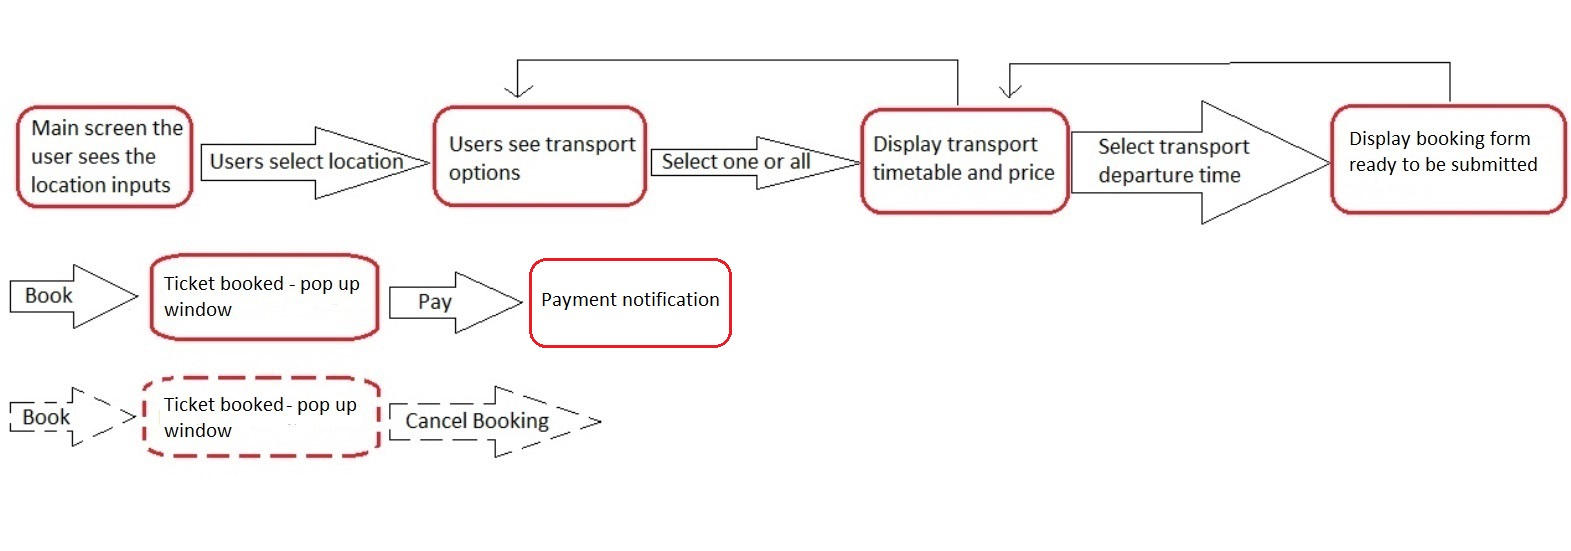 Main screen the
user sees the
location inputs
Users select location
Users see transport
options
Select one or all
Display transport
timetable and price
Select transport
departure time
Display booking form
ready to be submitted
Book
Ticket booked - pop up
window
Pay
Payment notification
Book
Ticket booked - pop up
window
Cancel Booking